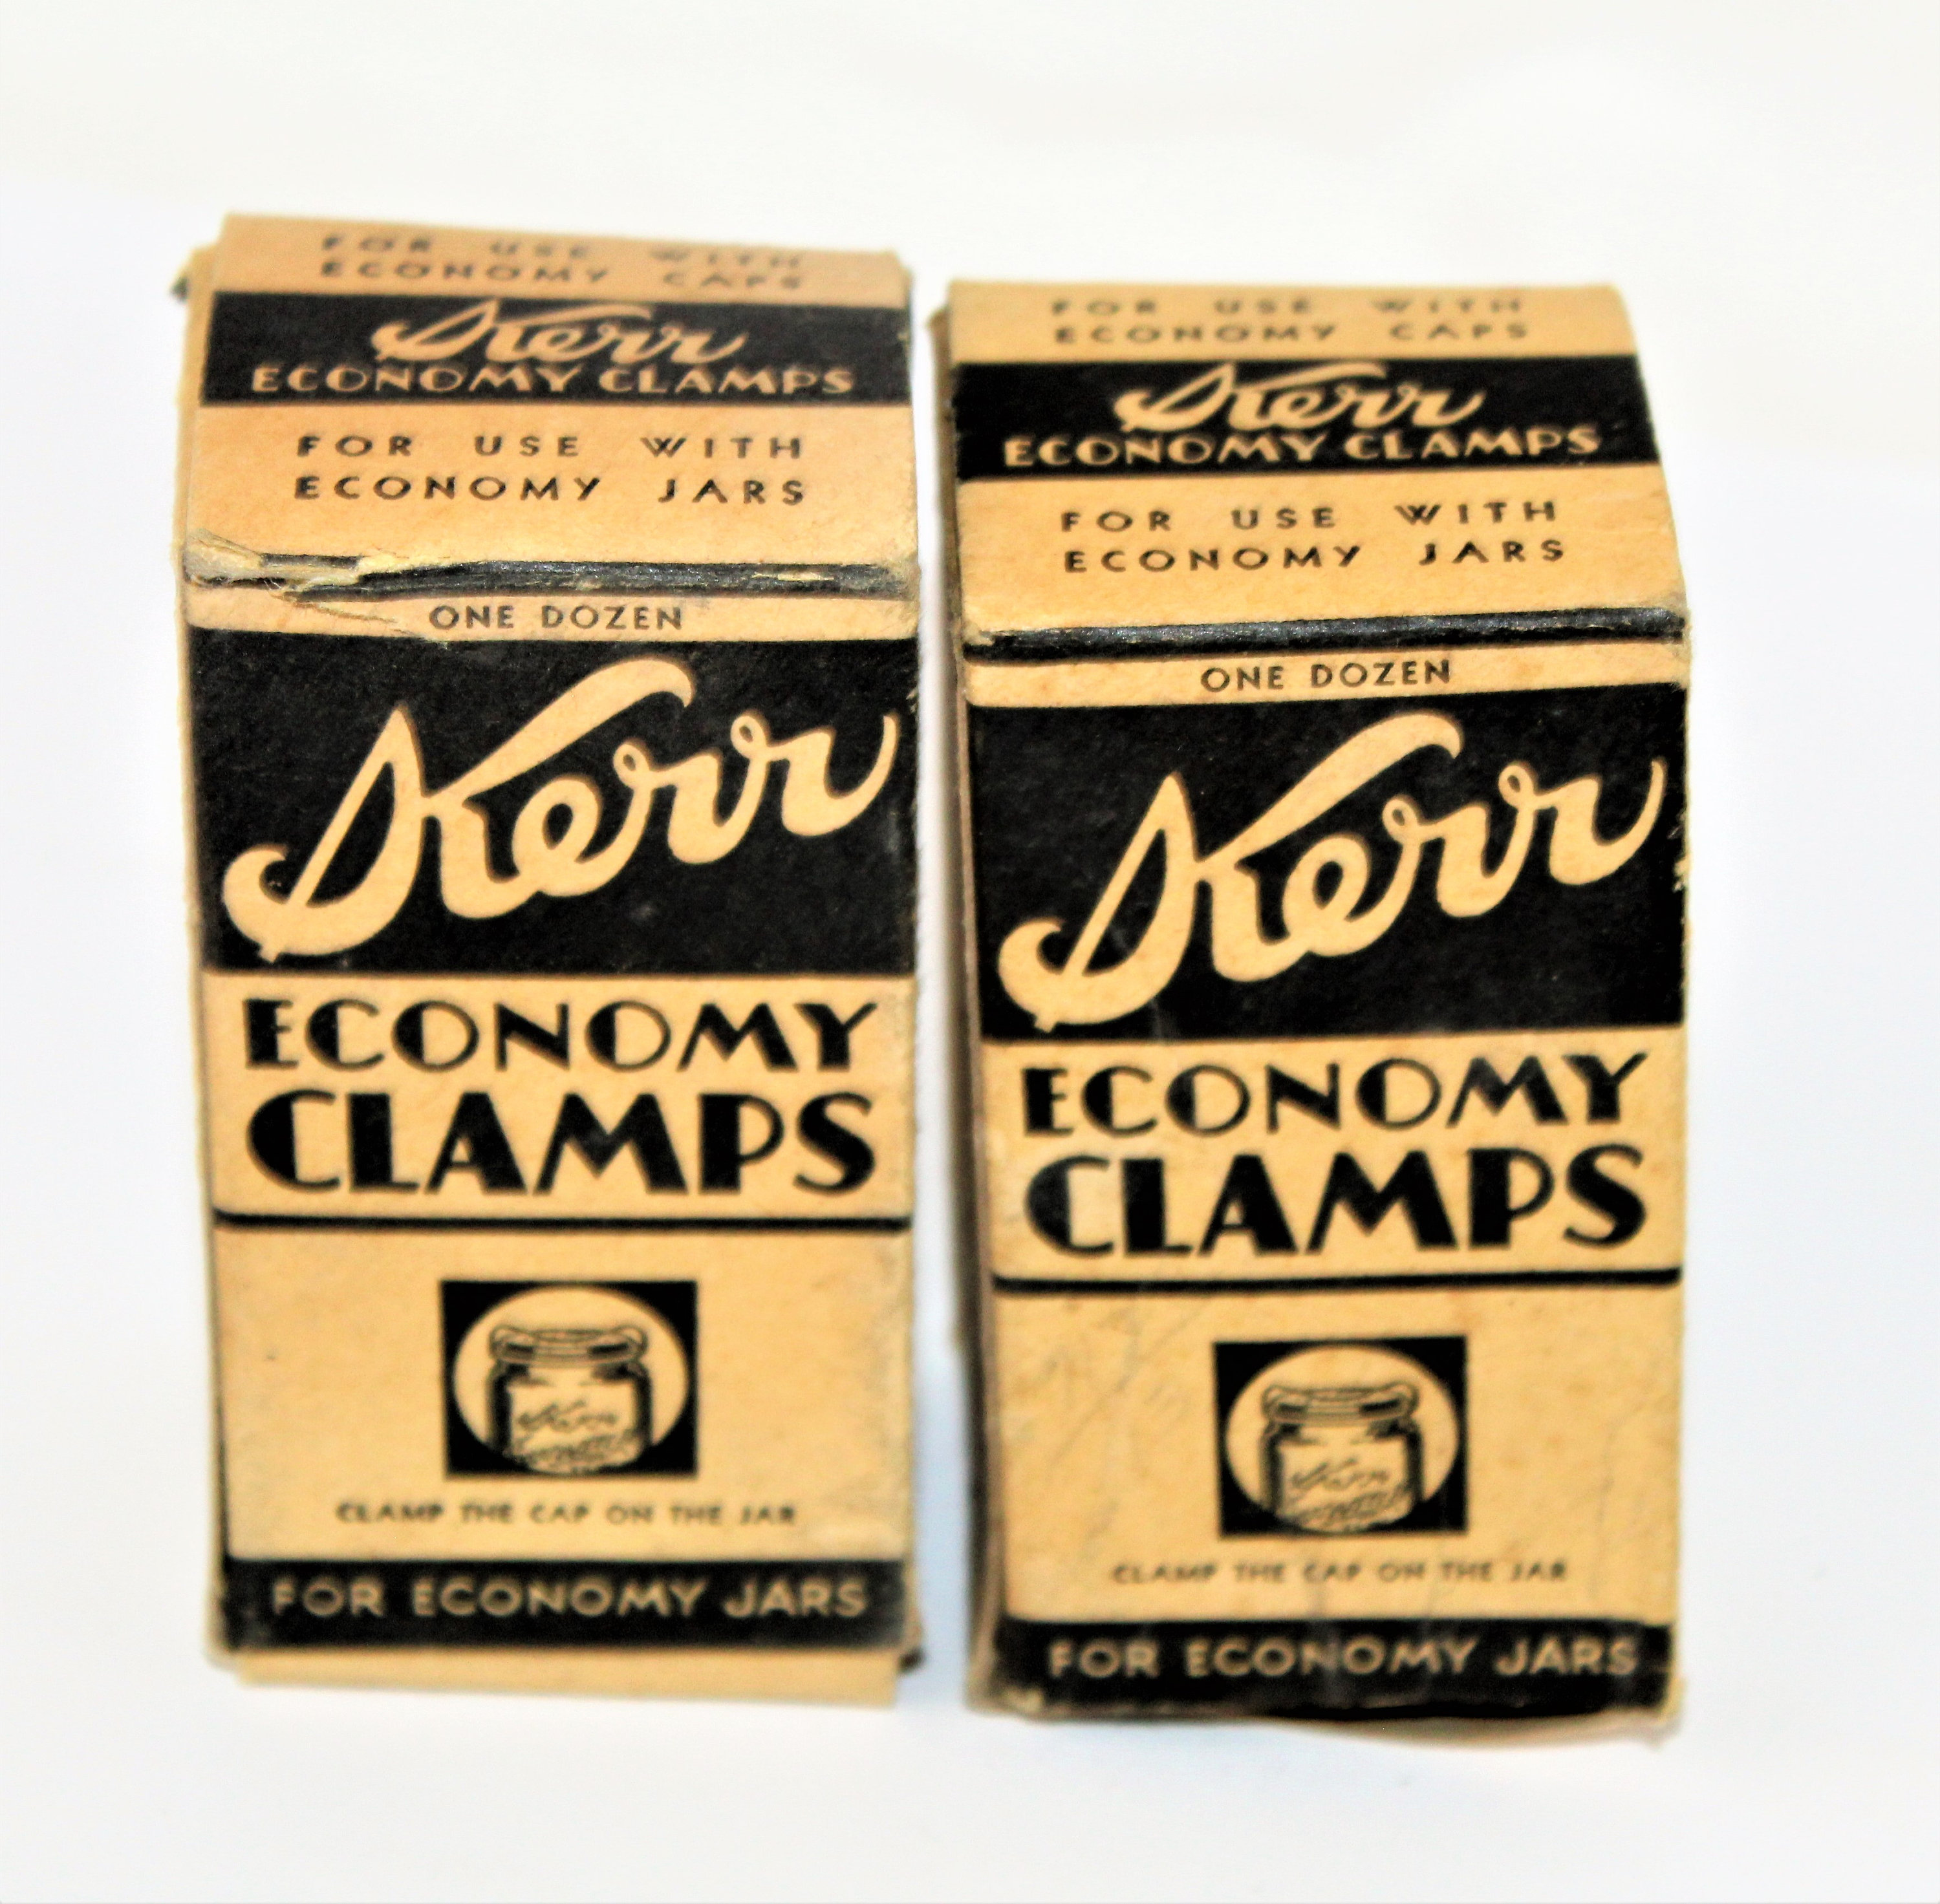 FOR USE WITH
ECONOMY CAPS
Kerr
ECONOMY CLAMPS
FOR USE WITH
ECONOMY JARS
ONE DOZEN
Kerr
ECONOMY
CLAMPS
Kerr
CLAMP THE CAP ON THE JAR
FOR ECONOMY JARS
FOR USE WITH
ECONOMY CAPS
Kerr
ECONOMY CLAMPS
FOR USE WITH
ECONOMY JARS
ONE DOZEN
Kerr
ECONOMY
CLAMPS
Kerr
CLAMP THE CAP ON THE JAR
FOR ECONOMY JARS